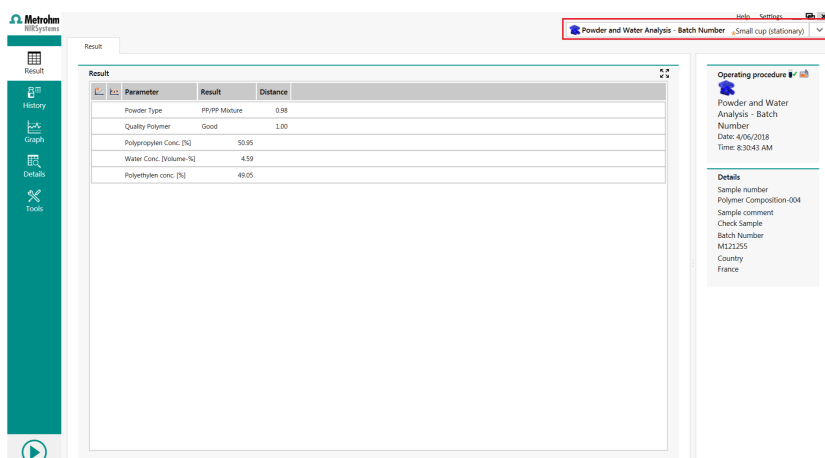 Metrohm
NIRSystems
Help Settings
Powder and Water Analysis - Batch Number Small cup (stationary)
Result
Result
History
Graph
Details
Tools
Result
Parameter Result Distance
Powder Type PP/PP Mixture 0.98
Quality Polymer Good 1.00
Polypropylen Conc. [%] 50.95
Water Conc. [Volume-%] 4.59
Polyethylen conc. [%] 49.05
Operating procedure
Powder and Water
Analysis - Batch
Number
Date: 4/06/2018
Time: 8:30:43 AM
Details
Sample number
Polymer Composition-004
Sample comment
Check Sample
Batch Number
M121255
Country
France